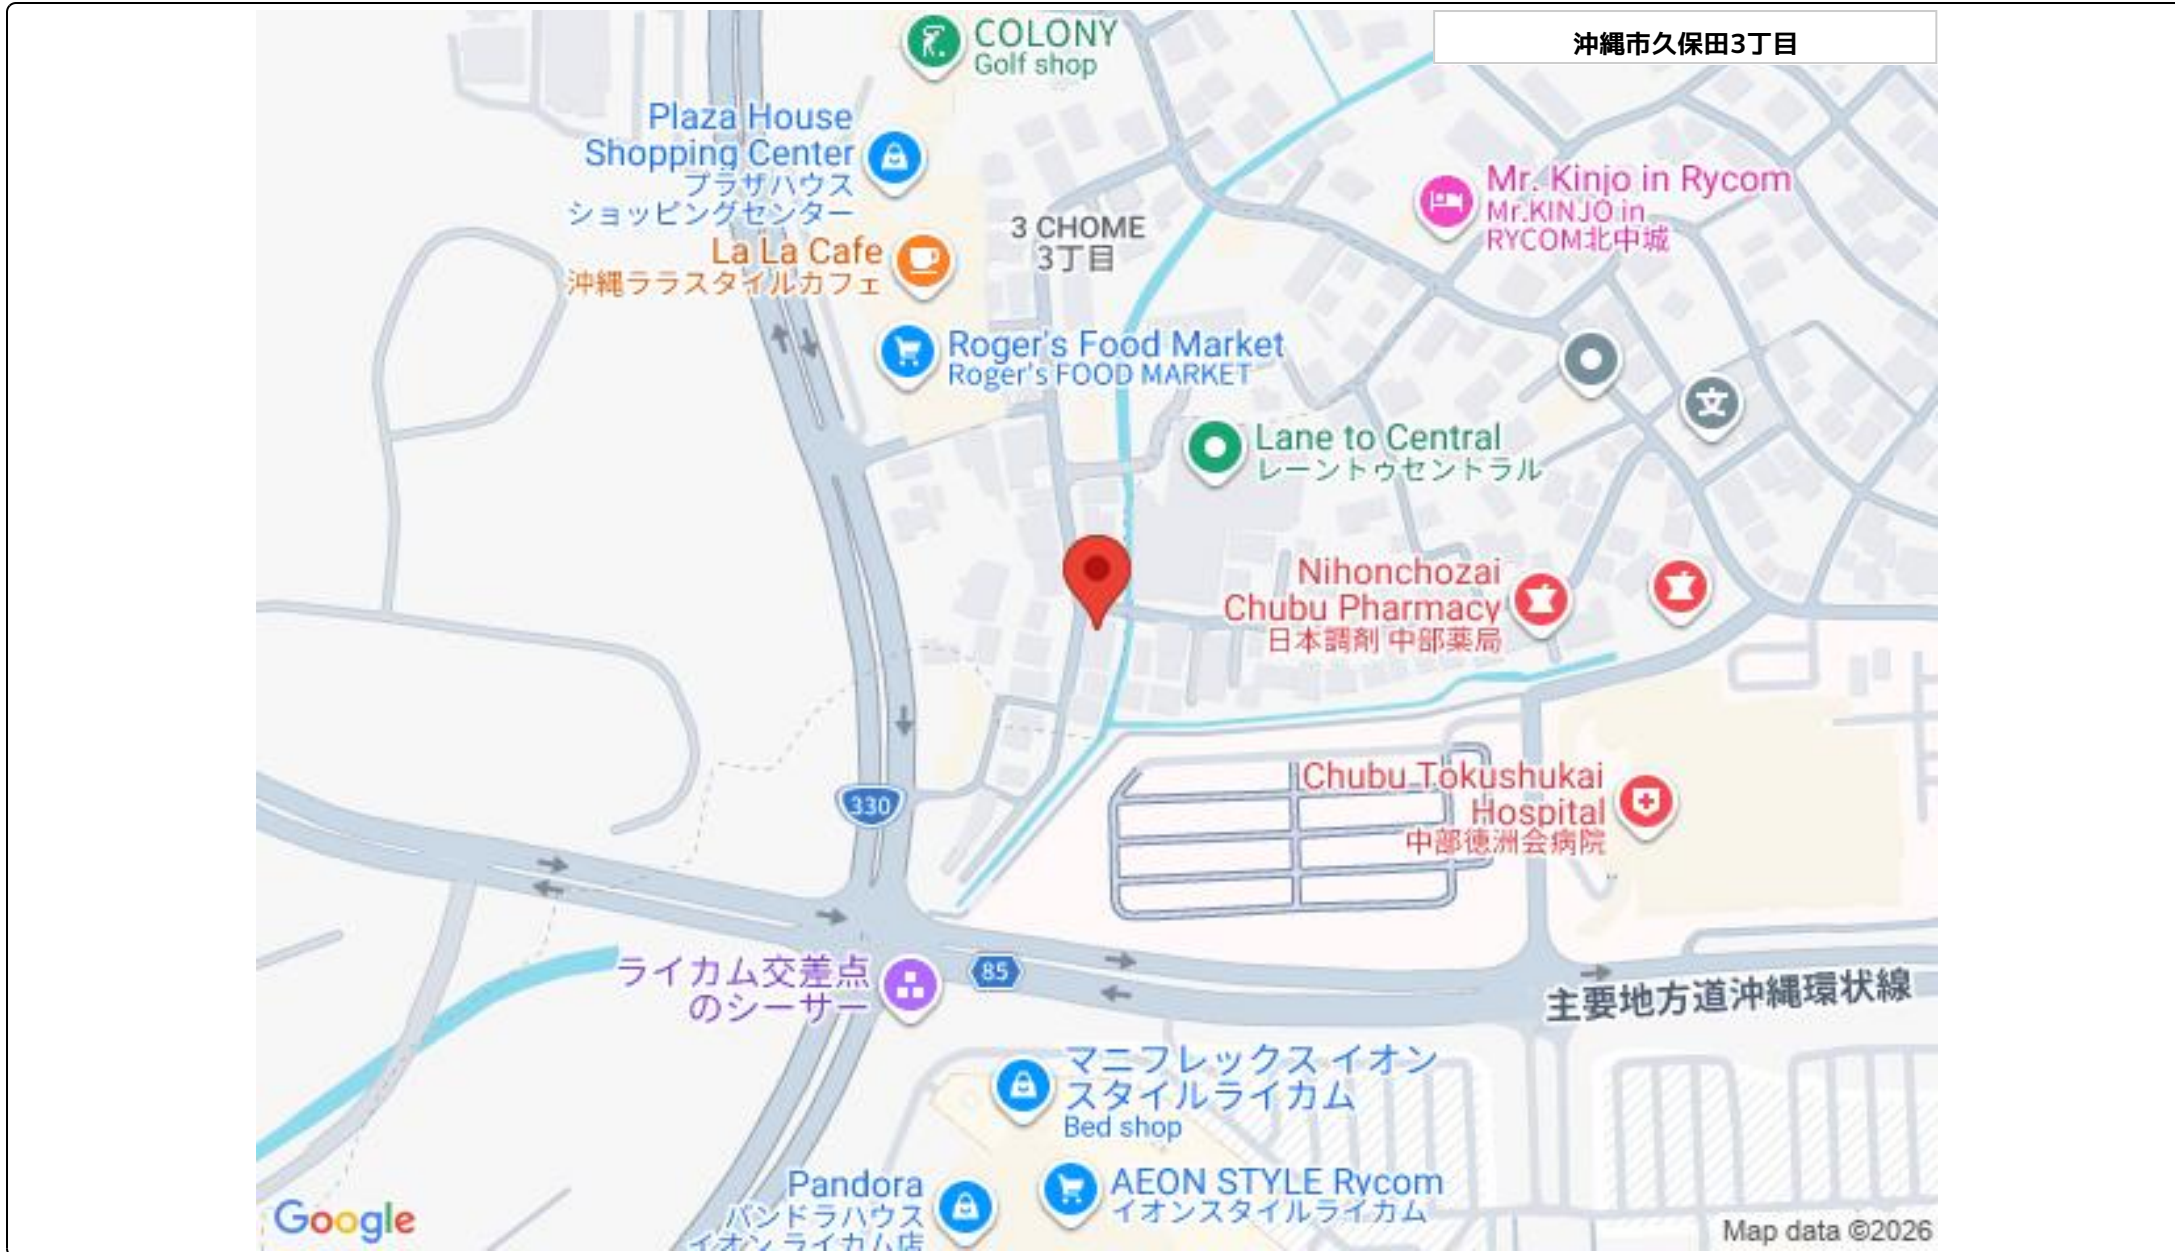 沖縄市久保田3丁目
COLONY
Golf shop
Plaza House
Shopping Center
プラザハウス
ショッピングセンター
Mr. Kinjo in Rycom
Mr.KINJO in
RYCOM北中城
3 CHOME
3丁目
La La Cafe
沖縄ララスタイルカフェ
Roger's Food Market
Roger's FOOD MARKET
Lane to Central
レーントゥセントラル
Nihonchozai
Chubu Pharmacy
日本調剤 中部薬局
Chubu Tokushukai
Hospital
中部徳洲会病院
330
ライカム交差点
のシーサー
85
主要地方道沖縄環状線
マニフレックス イオン
スタイルライカム
Bed shop
Pandora
パンドラハウス
イオン ライカム店
AEON STYLE Rycom
イオンスタイルライカム
Google
Map data ©2026